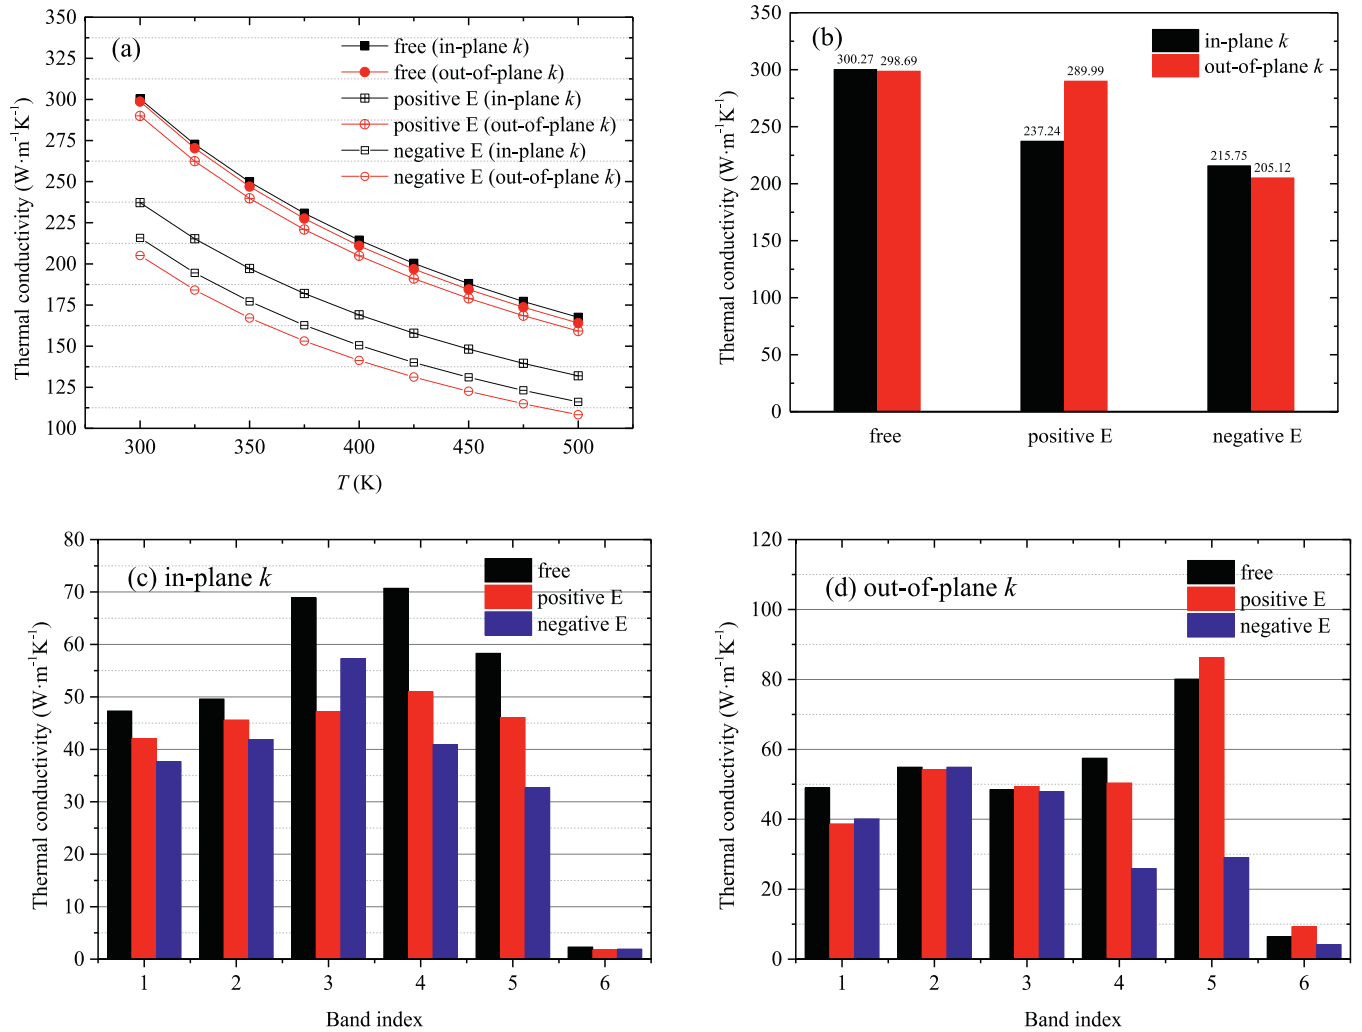 (a)
free (in-plane k)
free (out-of-plane k)
positive E (in-plane k)
positive E (out-of-plane k)
negative E (in-plane k)
negative E (out-of-plane k)
Thermal conductivity (W·m⁻¹K⁻¹)
350
325
300
275
250
225
200
175
150
125
100
300 350 400 450 500
T (K)
(b)
in-plane k
out-of-plane k
Thermal conductivity (W·m⁻¹K⁻¹)
350
300
250
200
150
100
50
0
300.27 298.69
237.24 289.99
215.75 205.12
free positive E negative E
(c) in-plane k
free
positive E
negative E
Thermal conductivity (W·m⁻¹K⁻¹)
80
70
60
50
40
30
20
10
0
1 2 3 4 5 6
Band index
(d) out-of-plane k
free
positive E
negative E
Thermal conductivity (W·m⁻¹K⁻¹)
120
100
80
60
40
20
0
1 2 3 4 5 6
Band index